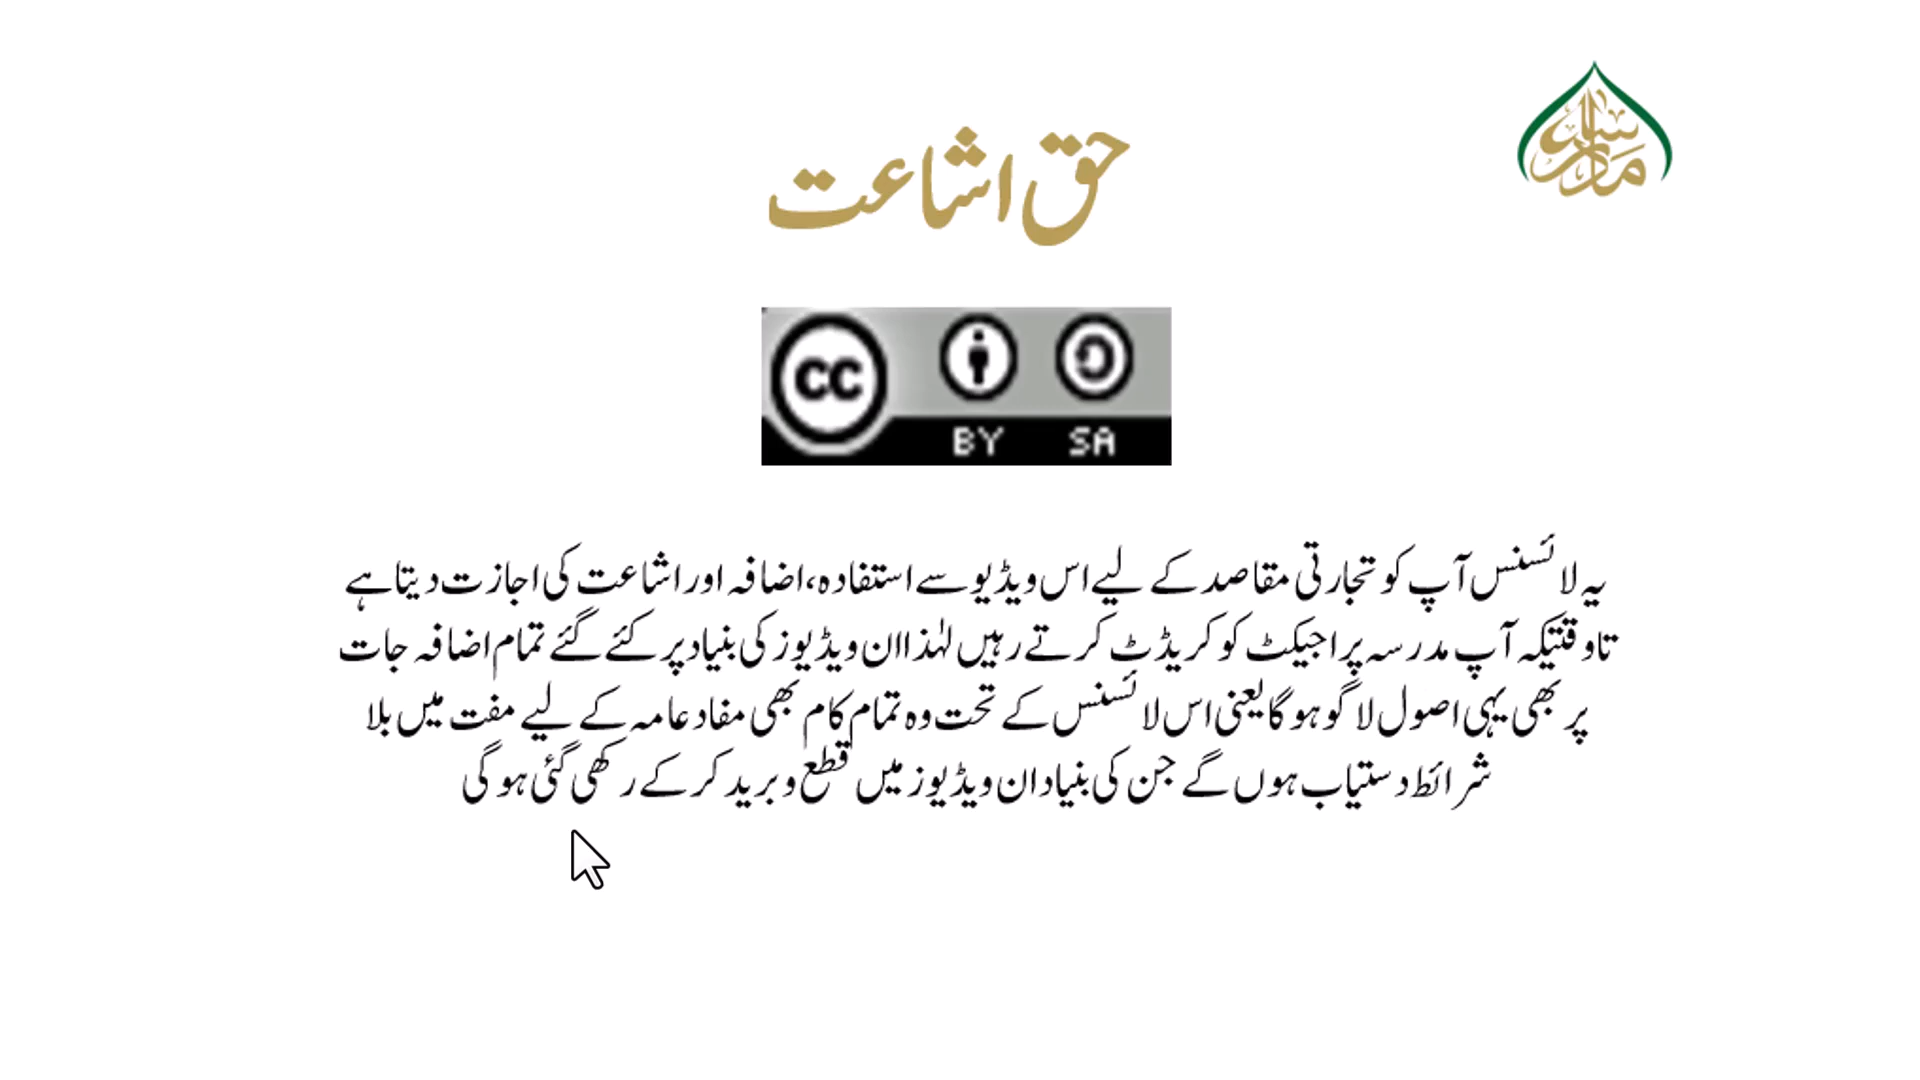 مدرسہ
حق اشاعت
cc
BY SA
یہ لائسنس آپ کو تجارتی مقاصد کے لیے اس ویڈیو سے استفادہ، اضافہ اور اشاعت کی اجازت دیتا ہے
تاوقتیکہ آپ مدرسہ پراجیکٹ کو کریڈٹ کرتے رہیں لہٰذا ان ویڈیوز کی بنیاد پر کئے گئے تمام اضافہ جات
پر بھی یہی اصول لاگو ہوگا یعنی اس لائسنس کے تحت وہ تمام کام بھی مفاد عامہ کے لیے مفت میں بلا
شرائط دستیاب ہوں گے جن کی بنیاد ان ویڈیوز میں قطع و برید کر کے رکھی گئی ہوگی